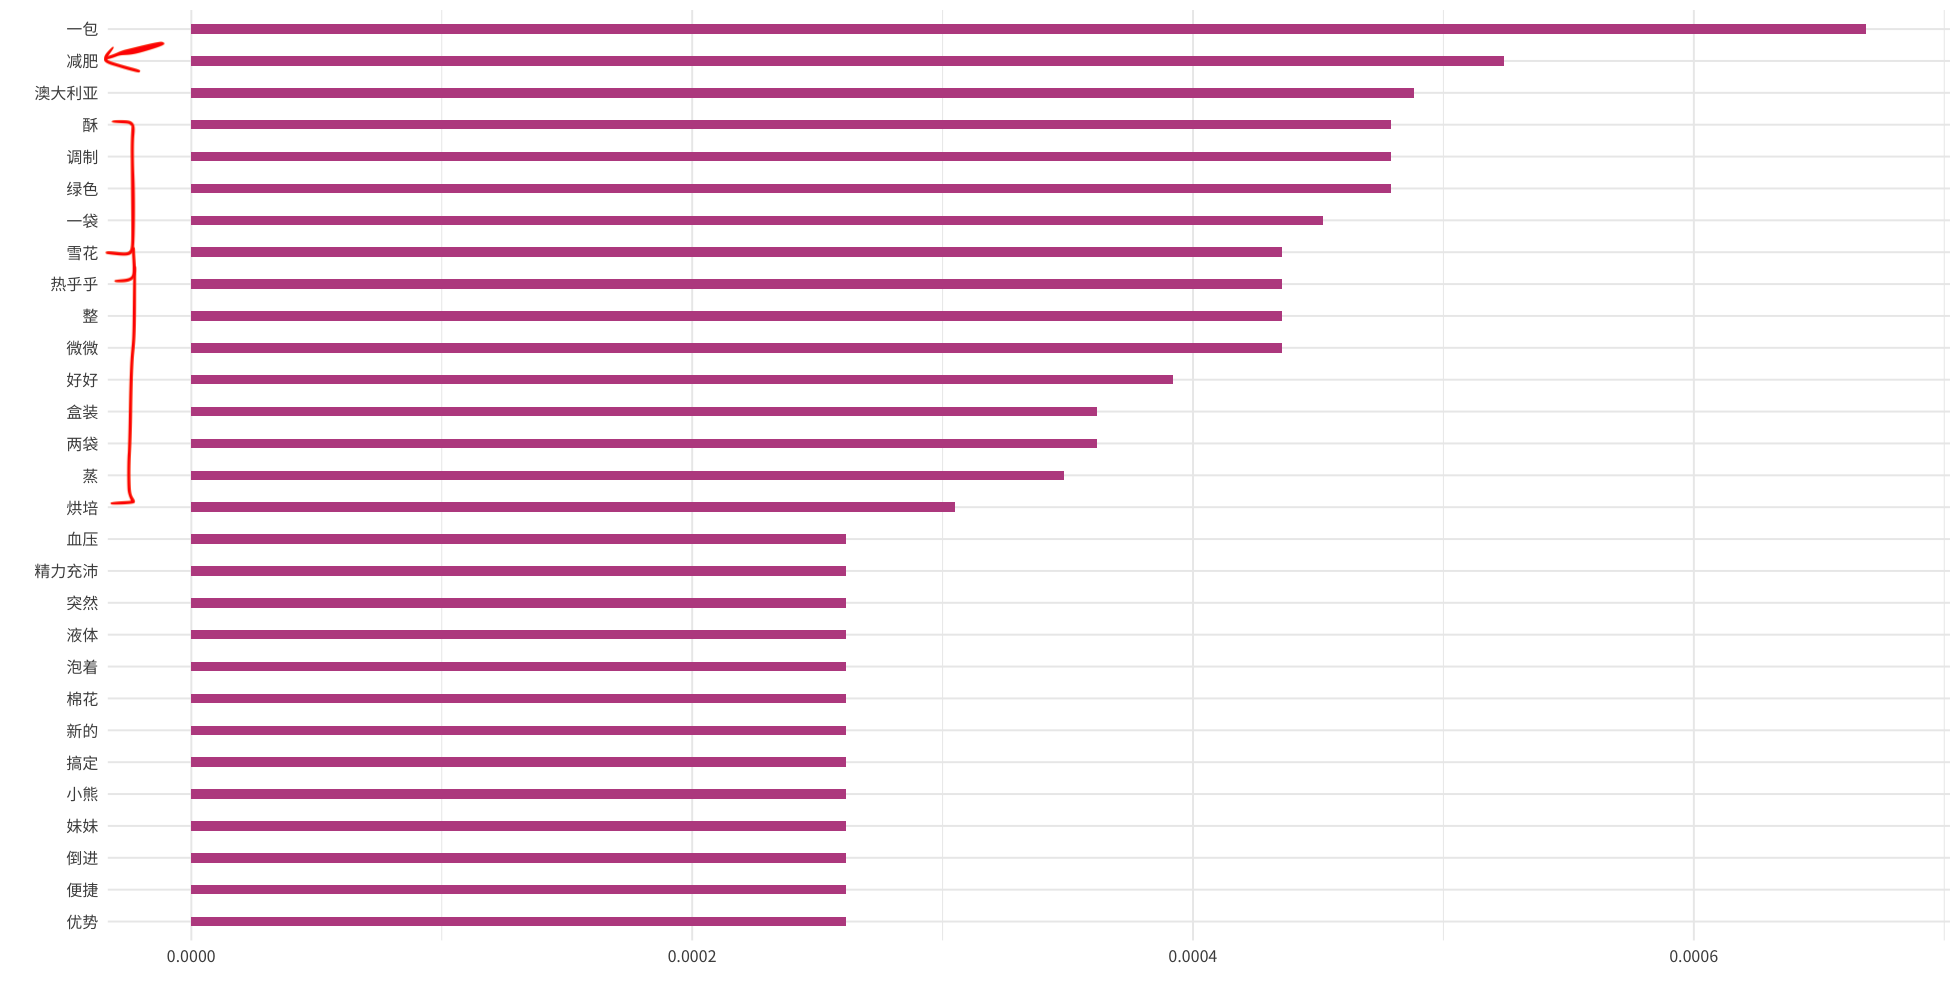 一包
减肥
澳大利亚
酥
调制
绿色
一袋
雪花
热乎乎
整
微微
好好
盒装
两袋
蒸
烘培
血压
精力充沛
突然
液体
泡着
棉花
新的
搞定
小熊
妹妹
倒进
便捷
优势
0.0000 0.0002 0.0004 0.0006